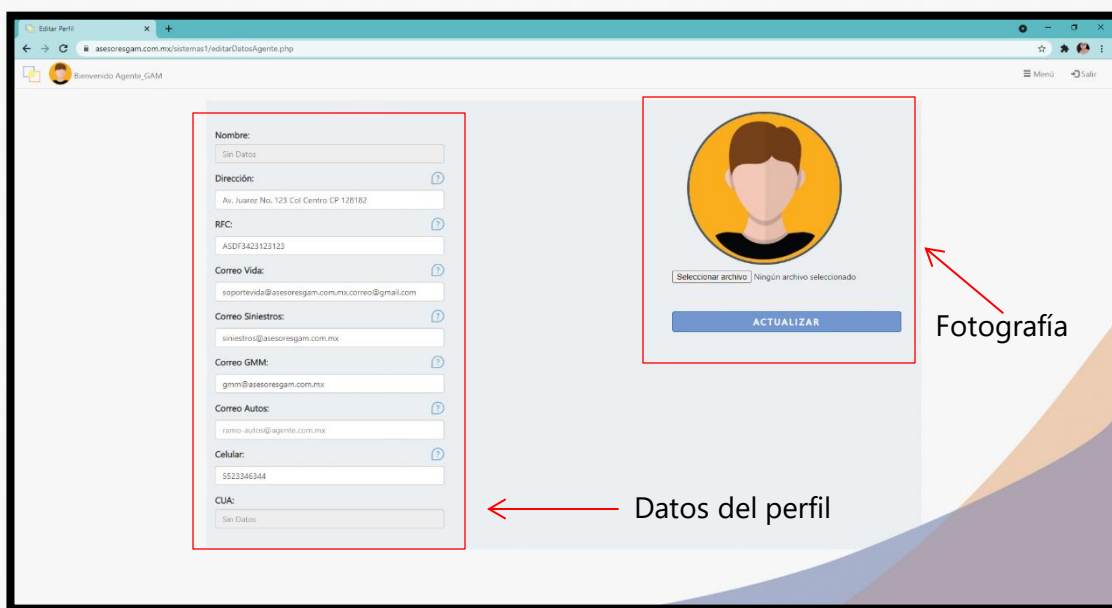 Editar Perfil
asesoresgam.com.mx/sistemas1/editarDatosAgente.php
Bienvenido Agente_GAM
Menú
Salir
Nombre:
Sin Datos
Dirección:
Av. Juarez No. 123 Col Centro CP 128182
RFC:
ASDF3423123123
Correo Vida:
soportevida@asesoresgam.com.mx.correo@gmail.com
Correo Siniestros:
siniestros@asesoresgam.com.mx
Correo GMM:
gmm@asesoresgam.com.mx
Correo Autos:
ramo-autos@agente.com.mx
Celular:
5523346344
CUA:
Sin Datos
Seleccionar archivo Ningún archivo seleccionado
ACTUALIZAR
Fotografía
Datos del perfil